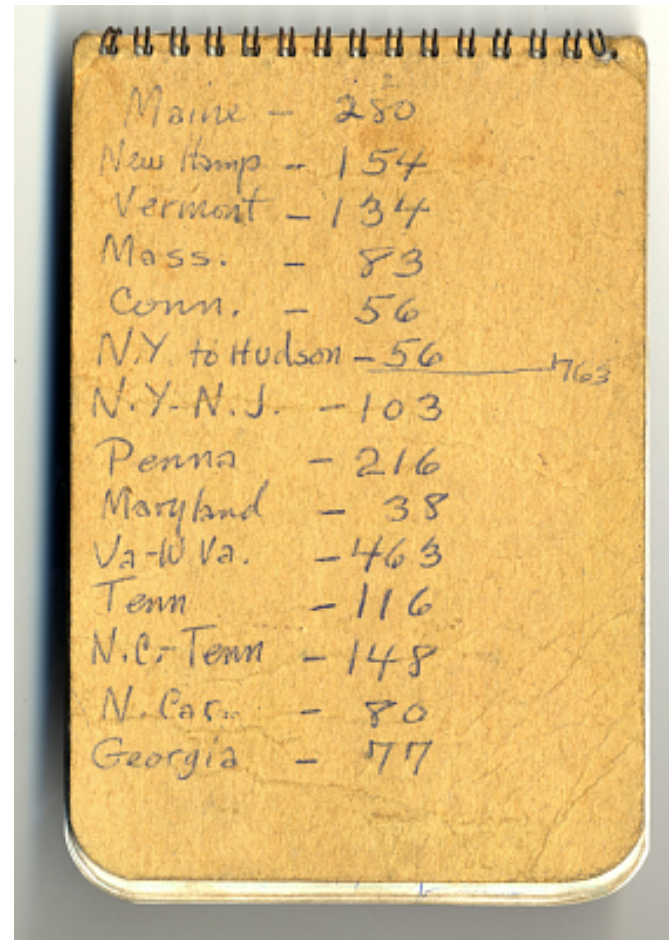 Maine - 280
New Hamp - 154
Vermont - 134
Mass. - 83
Conn. - 56
N.Y. to Hudson - 56 763
N.Y.-N.J. - 103
Penna - 216
Maryland - 38
Va-W Va. - 463
Tenn - 116
N.C.-Tenn - 148
N. Car. - 80
Georgia - 77